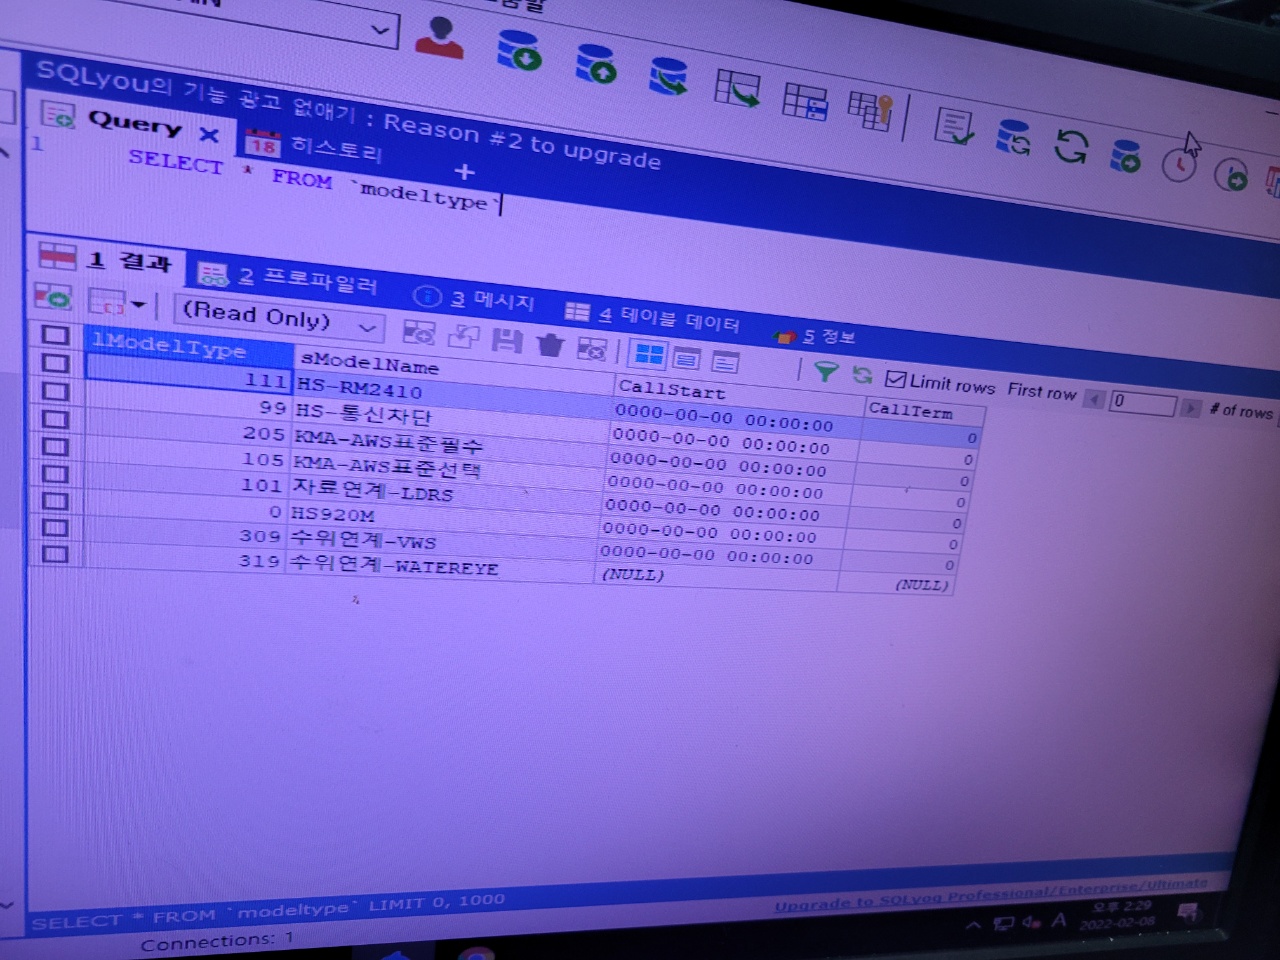 SQLyou의 기능 광고 없애기 : Reason #2 to upgrade
Query
18 히스토리
+
1 SELECT * FROM `modeltype`
1 결과
2 프로파일러
3 메시지
4 테이블 데이터
5 정보
(Read Only)
Limit rows First row 0 # of rows
lModelType sModelName CallStart CallTerm
111 HS-RM2410 0000-00-00 00:00:00 0
99 HS-통신차단 0000-00-00 00:00:00 0
205 KMA-AWS표준필수 0000-00-00 00:00:00 0
105 KMA-AWS표준선택 0000-00-00 00:00:00 0
101 자료연계-LDRS 0000-00-00 00:00:00 0
0 HS920M 0000-00-00 00:00:00 0
309 수위연계-VWS 0000-00-00 00:00:00 0
319 수위연계-WATEREYE (NULL) (NULL)
SELECT * FROM `modeltype` LIMIT 0, 1000
Upgrade to SQLyog Professional/Enterprise/Ultimate
Connections: 1
A
오후 2:29
2022-02-08